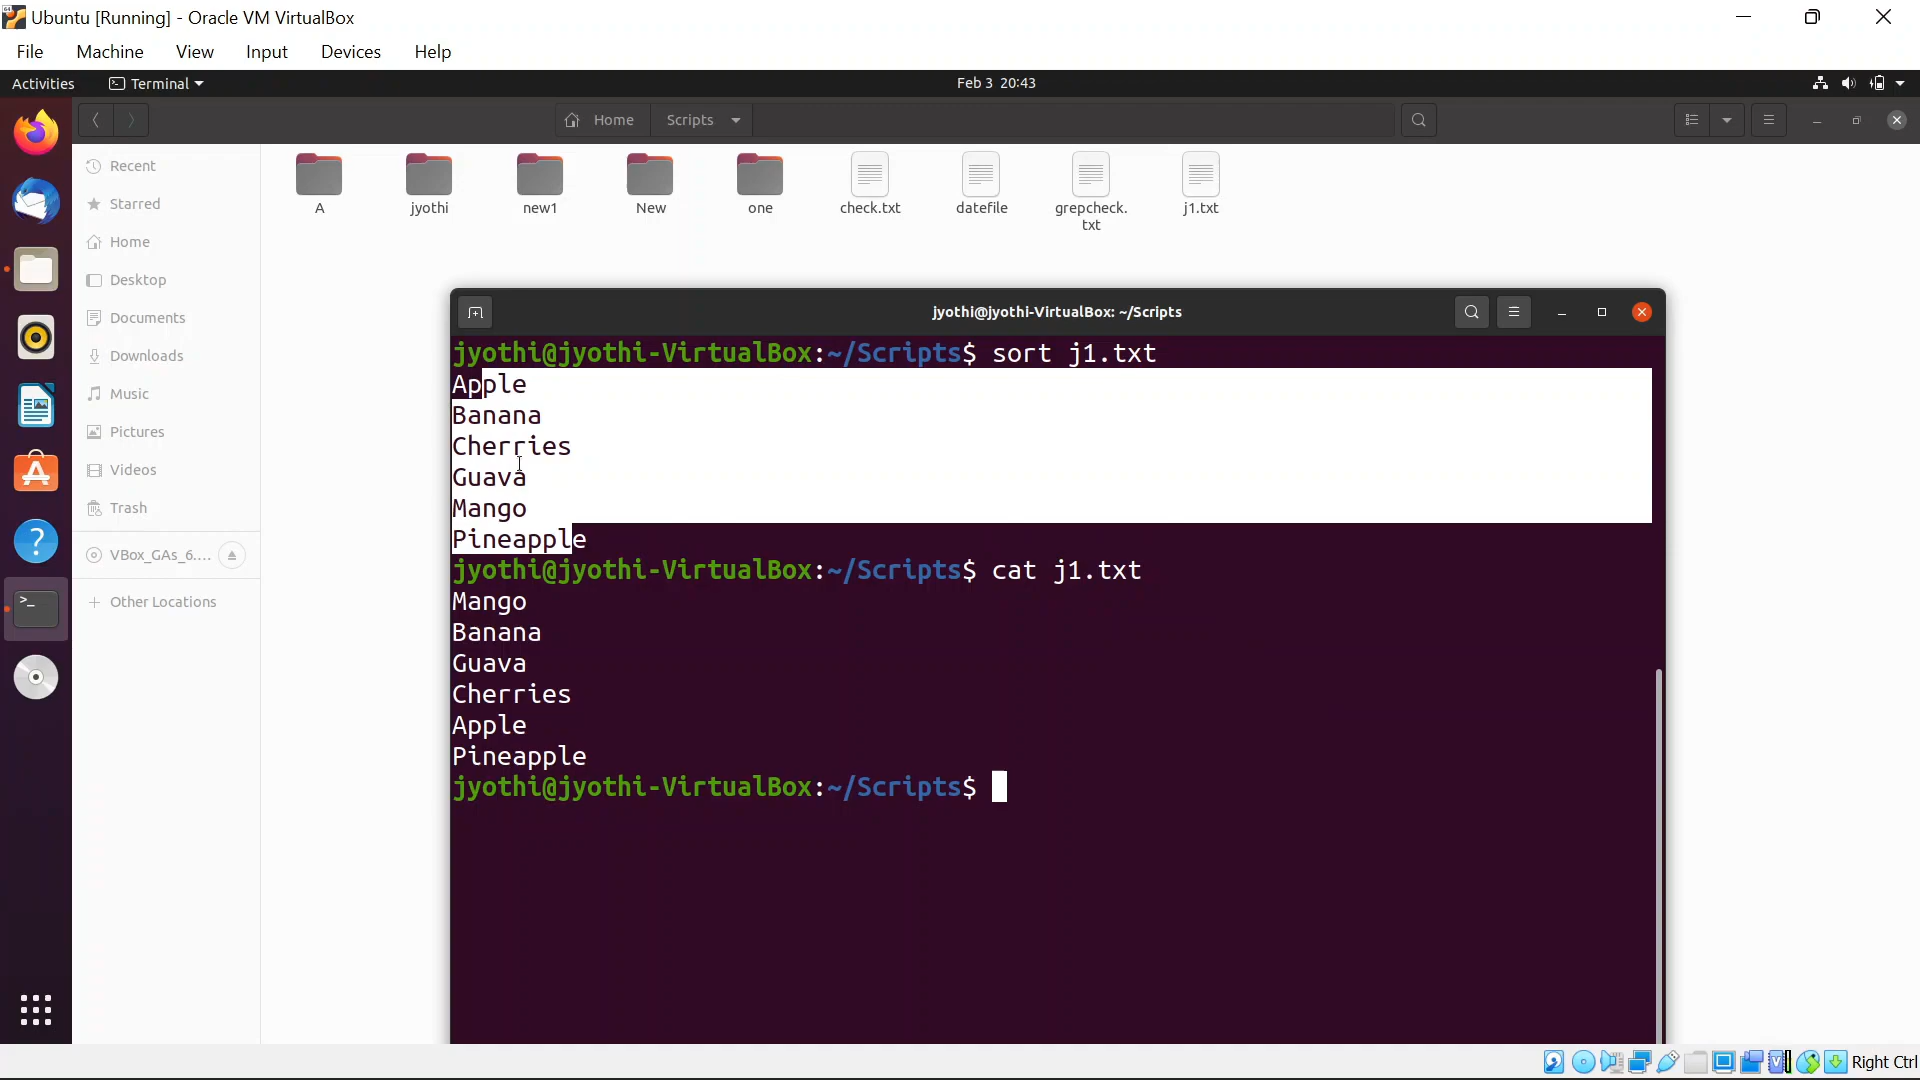 Ubuntu [Running] - Oracle VM VirtualBox
File Machine View Input Devices Help
Activities Terminal Feb 3 20:43
Home Scripts
Recent
Starred
Home
Desktop
Documents
Downloads
Music
Pictures
Videos
Trash
VBox_GAs_6....
Other Locations
A jyothi new1 New one check.txt datefile grepcheck.txt j1.txt
jyothi@jyothi-VirtualBox: ~/Scripts
jyothi@jyothi-VirtualBox:~/Scripts$ sort j1.txt
Apple
Banana
Cherries
Guava
Mango
Pineapple
jyothi@jyothi-VirtualBox:~/Scripts$ cat j1.txt
Mango
Banana
Guava
Cherries
Apple
Pineapple
jyothi@jyothi-VirtualBox:~/Scripts$
Right Ctrl